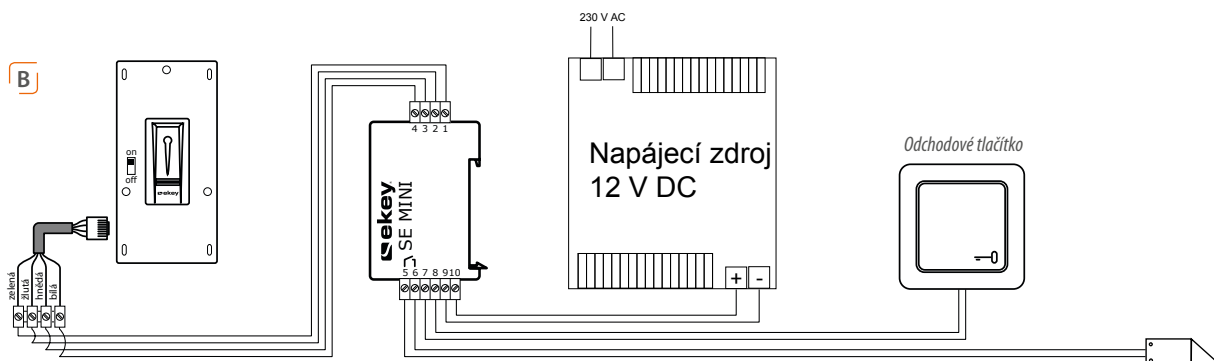 230 V AC
B
on
off
ekey
zelená
žlutá
hnědá
bílá
4 3 2 1
ekey
SE MINI
5 6 7 8 9 10
Napájecí zdroj
12 V DC
+ -
Odchodové tlačítko